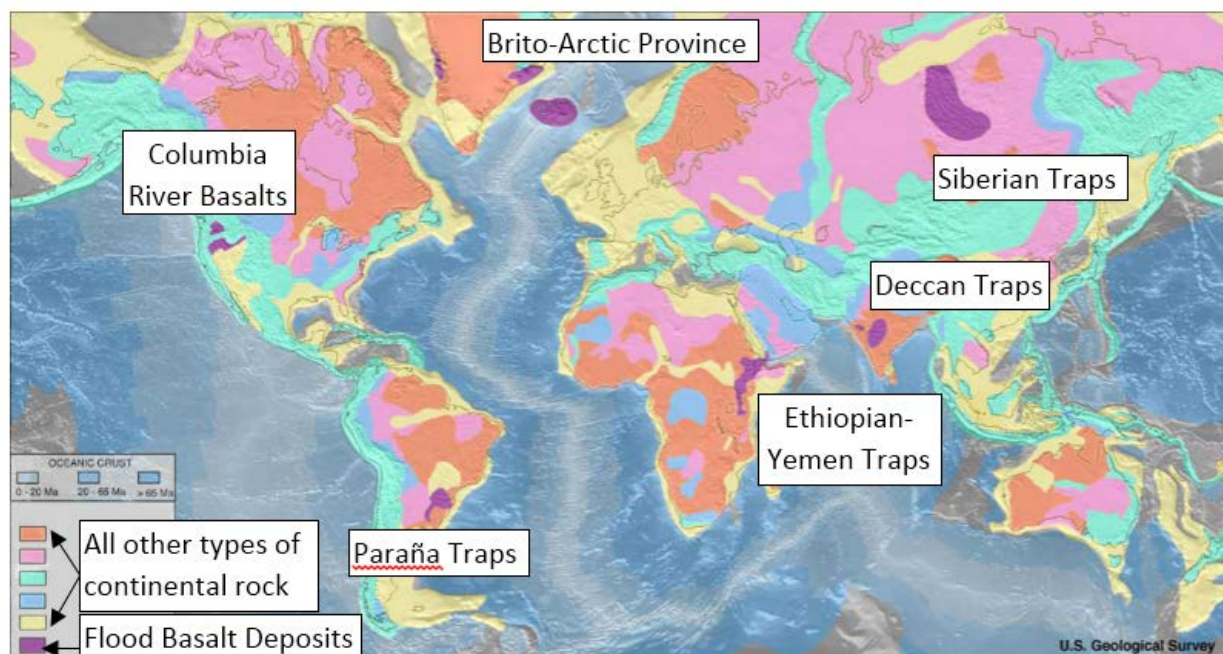 Brito-Arctic Province
Columbia
River Basalts
Siberian Traps
Deccan Traps
Ethiopian-
Yemen Traps
Paraña Traps
OCEANIC CRUST
0 - 20 Ma 20 - 65 Ma > 65 Ma
All other types of
continental rock
Flood Basalt Deposits
U.S. Geological Survey